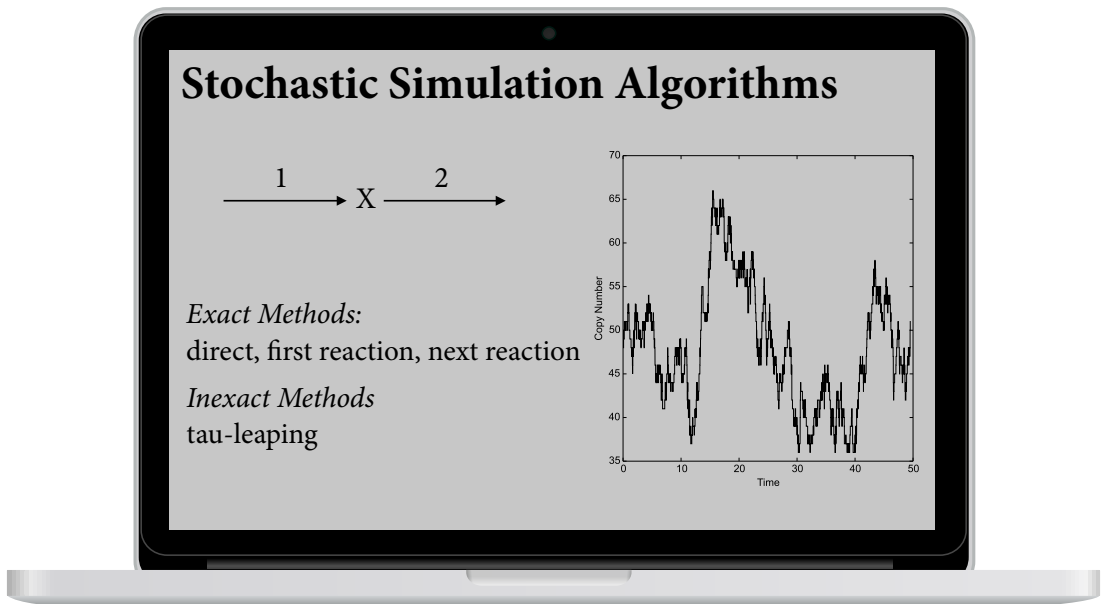 Stochastic Simulation Algorithms
1
X
2
Exact Methods:
direct, first reaction, next reaction
Inexact Methods
tau-leaping
70
65
60
55
50
45
40
35
Copy Number
0 10 20 30 40 50
Time